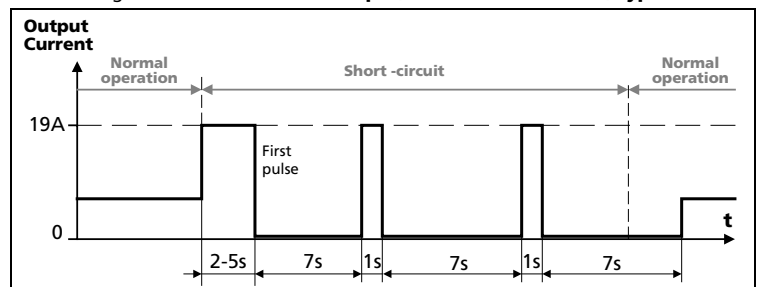 Output
Current
Normal
operation
Short -circuit
Normal
operation
19A
First
pulse
t
0
2-5s
7s
1s
7s
1s
7s